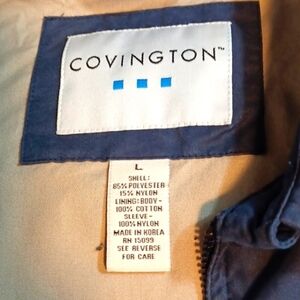 COVINGTON™
L
SHELL:
85% POLYESTER
15% NYLON
LINING: BODY-
100% COTTON
SLEEVE-
100% NYLON
MADE IN KOREA
RN 15099
SEE REVERSE
FOR CARE